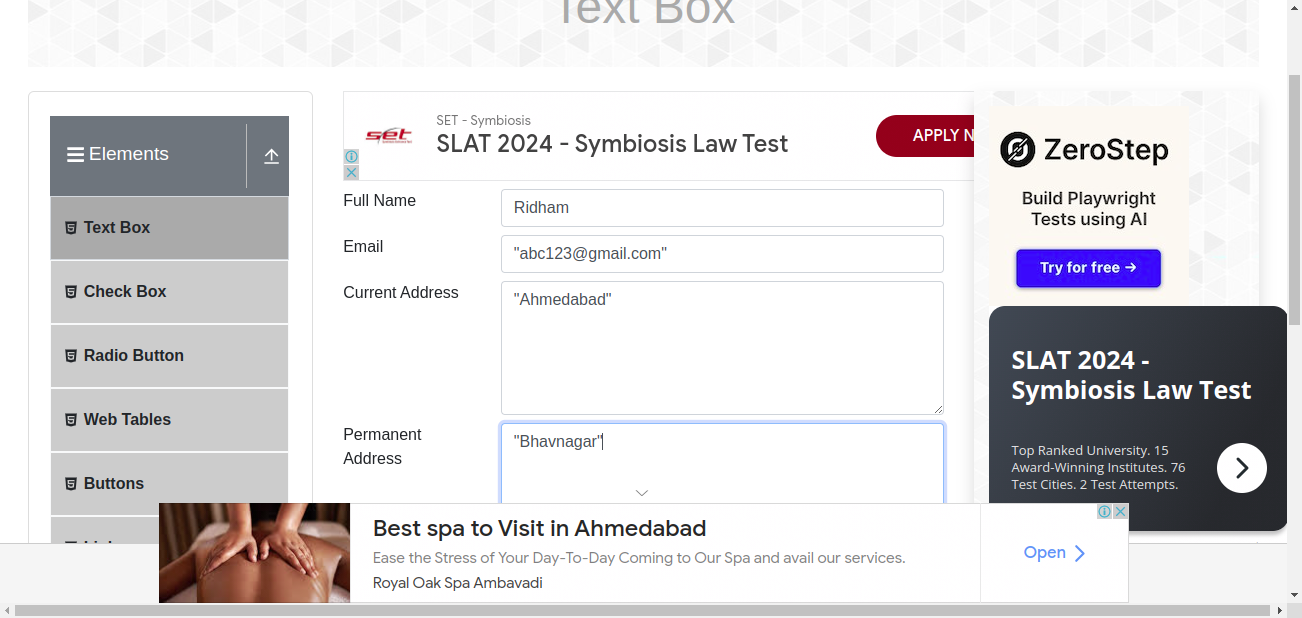 Text Box
Elements
Text Box
Check Box
Radio Button
Web Tables
Buttons
set
SET - Symbiosis
SLAT 2024 - Symbiosis Law Test
APPLY N
Full Name
Ridham
Email
"abc123@gmail.com"
Current Address
"Ahmedabad"
Permanent
Address
"Bhavnagar"
ZeroStep
Build Playwright
Tests using AI
Try for free →
SLAT 2024 -
Symbiosis Law Test
Top Ranked University. 15
Award-Winning Institutes. 76
Test Cities. 2 Test Attempts.
Best spa to Visit in Ahmedabad
Ease the Stress of Your Day-To-Day Coming to Our Spa and avail our services.
Royal Oak Spa Ambavadi
Open